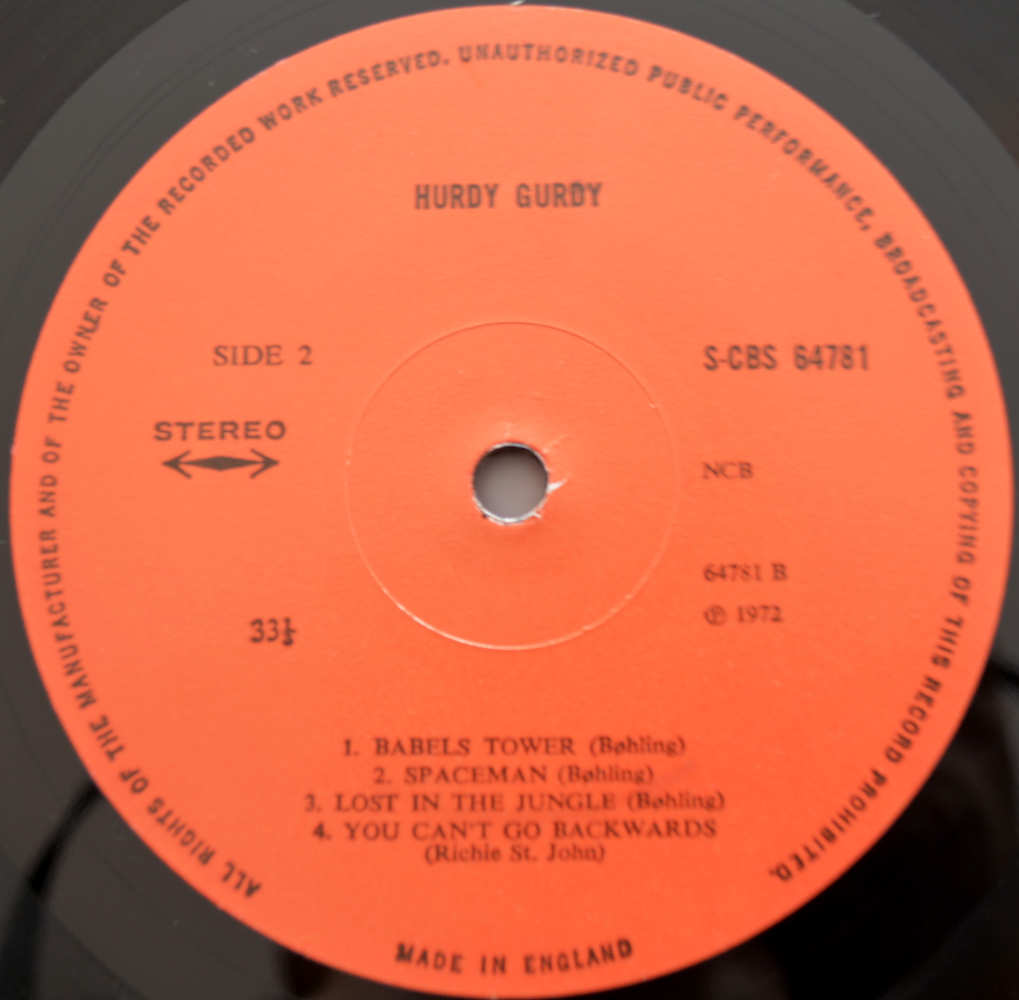 ALL RIGHTS OF THE MANUFACTURER AND OF THE OWNER OF THE RECORDED WORK RESERVED. UNAUTHORIZED PUBLIC PERFORMANCE, BROADCASTING AND COPYING OF THIS RECORD PROHIBITED.
HURDY GURDY
SIDE 2
S-CBS 64781
STEREO
NCB
64781 B
℗ 1972
33⅓
1. BABELS TOWER (Bøhling)
2. SPACEMAN (Bøhling)
3. LOST IN THE JUNGLE (Bøhling)
4. YOU CAN'T GO BACKWARDS
(Richie St. John)
MADE IN ENGLAND